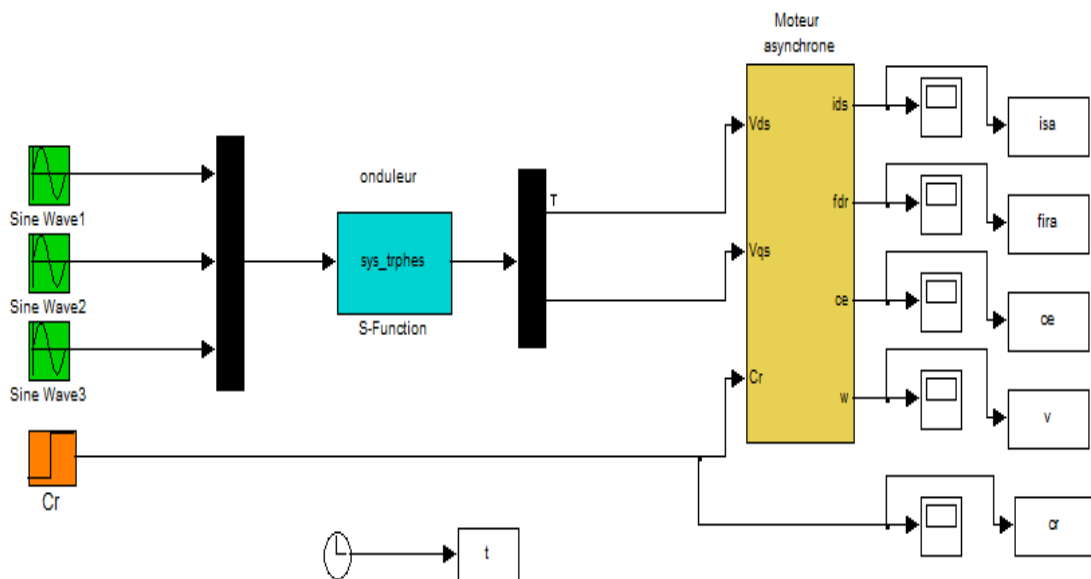 Moteur
asynchrone
Vds
ids
isa
Sine Wave1
onduleur
T
fdr
fira
sys_trphes
S-Function
Vqs
Sine Wave2
ce
ce
Sine Wave3
Cr
w
v
Cr
cr
t